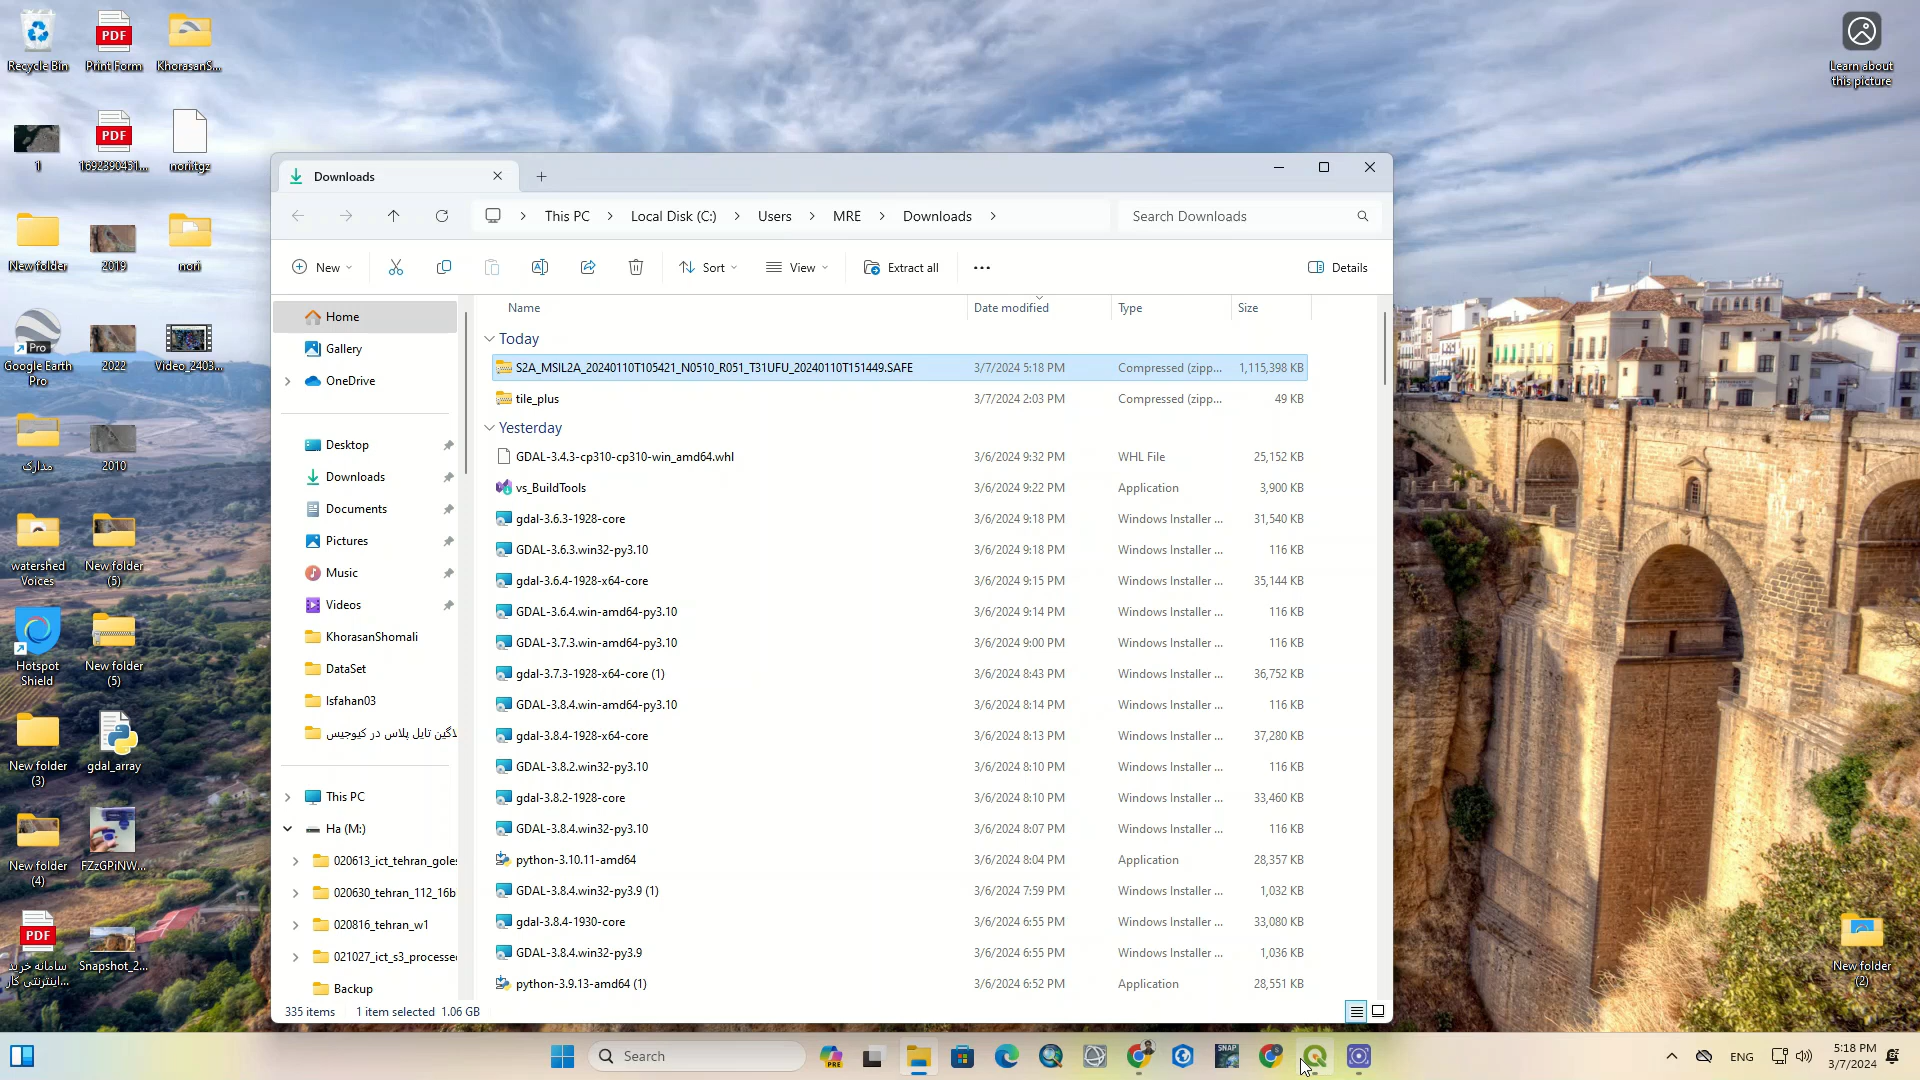 Recycle Bin
Print Form
KhorasanS...
Learn about
this picture
1
1692390451...
nori.tgz
New folder
2019
nori
Google Earth
Pro
2022
Video_2403...
مدارک
2010
watershed
Voices
New folder
(5)
Hotspot
Shield
New folder
(5)
New folder
(3)
gdal_array
New folder
(4)
FZzGPiNW...
سامانه خرید
اینترنتی کار...
Snapshot_2...
New folder
(2)
PDF
PDF
PDF
Pro
Downloads
This PC
Local Disk (C:)
Users
MRE
Downloads
Search Downloads
New
Sort
View
Extract all
Details
Home
Gallery
OneDrive
Desktop
Downloads
Documents
Pictures
Music
Videos
KhorasanShomali
DataSet
Isfahan03
لاگین تایل پلاس در کیوجیس
This PC
Ha (M:)
020613_ict_tehran_goles
020630_tehran_112_16b
020816_tehran_w1
021027_ict_s3_processed
Backup
Name Date modified Type Size
Today
S2A_MSIL2A_20240110T105421_N0510_R051_T31UFU_20240110T151449.SAFE 3/7/2024 5:18 PM Compressed (zipp... 1,115,398 KB
tile_plus 3/7/2024 2:03 PM Compressed (zipp... 49 KB
Yesterday
GDAL-3.4.3-cp310-cp310-win_amd64.whl 3/6/2024 9:32 PM WHL File 25,152 KB
vs_BuildTools 3/6/2024 9:22 PM Application 3,900 KB
gdal-3.6.3-1928-core 3/6/2024 9:18 PM Windows Installer ... 31,540 KB
GDAL-3.6.3.win32-py3.10 3/6/2024 9:18 PM Windows Installer ... 116 KB
gdal-3.6.4-1928-x64-core 3/6/2024 9:15 PM Windows Installer ... 35,144 KB
GDAL-3.6.4.win-amd64-py3.10 3/6/2024 9:14 PM Windows Installer ... 116 KB
GDAL-3.7.3.win-amd64-py3.10 3/6/2024 9:00 PM Windows Installer ... 116 KB
gdal-3.7.3-1928-x64-core (1) 3/6/2024 8:43 PM Windows Installer ... 36,752 KB
GDAL-3.8.4.win-amd64-py3.10 3/6/2024 8:14 PM Windows Installer ... 116 KB
gdal-3.8.4-1928-x64-core 3/6/2024 8:13 PM Windows Installer ... 37,280 KB
GDAL-3.8.2.win32-py3.10 3/6/2024 8:10 PM Windows Installer ... 116 KB
gdal-3.8.2-1928-core 3/6/2024 8:10 PM Windows Installer ... 33,460 KB
GDAL-3.8.4.win32-py3.10 3/6/2024 8:07 PM Windows Installer ... 116 KB
python-3.10.11-amd64 3/6/2024 8:04 PM Application 28,357 KB
GDAL-3.8.4.win32-py3.9 (1) 3/6/2024 7:59 PM Windows Installer ... 1,032 KB
gdal-3.8.4-1930-core 3/6/2024 6:55 PM Windows Installer ... 33,080 KB
GDAL-3.8.4.win32-py3.9 3/6/2024 6:55 PM Windows Installer ... 1,036 KB
python-3.9.13-amd64 (1) 3/6/2024 6:52 PM Application 28,551 KB
335 items 1 item selected 1.06 GB
Search
PRE
SNAP
ENG
5:18 PM
3/7/2024